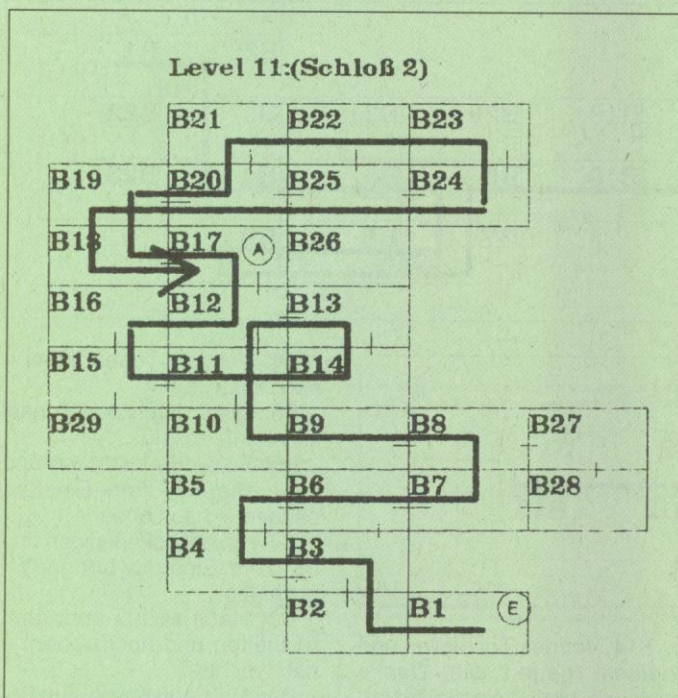 Level 11:(Schloß 2)
B21 B22 B23
B19 B20 B25 B24
B18 B17 A B26
B16 B12 B13
B15 B11 B14
B29 B10 B9 B8 B27
B5 B6 B7 B28
B4 B3
B2 B1 E